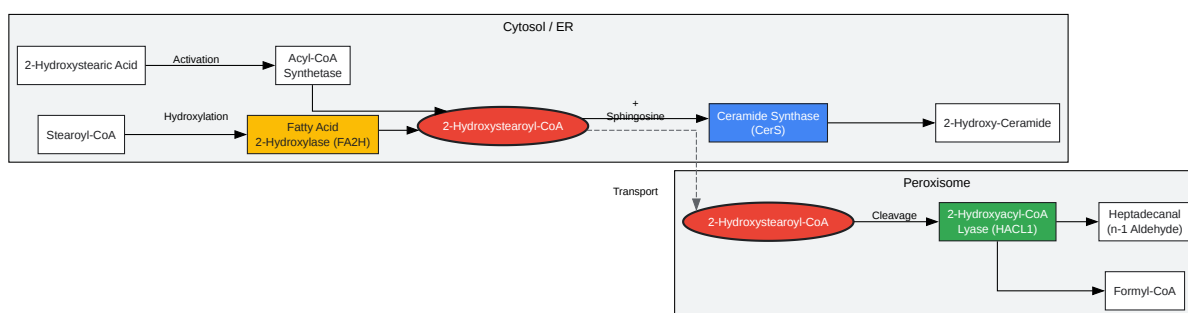 Cytosol / ER
2-Hydroxystearic Acid
Activation
Acyl-CoA
Synthetase
Stearoyl-CoA
Hydroxylation
Fatty Acid
2-Hydroxylase (FA2H)
2-Hydroxystearoyl-CoA
+
Sphingosine
Ceramide Synthase
(CerS)
2-Hydroxy-Ceramide
Transport
Peroxisome
2-Hydroxystearoyl-CoA
Cleavage
2-Hydroxyacyl-CoA
Lyase (HACL1)
Heptadecanal
(n-1 Aldehyde)
Formyl-CoA